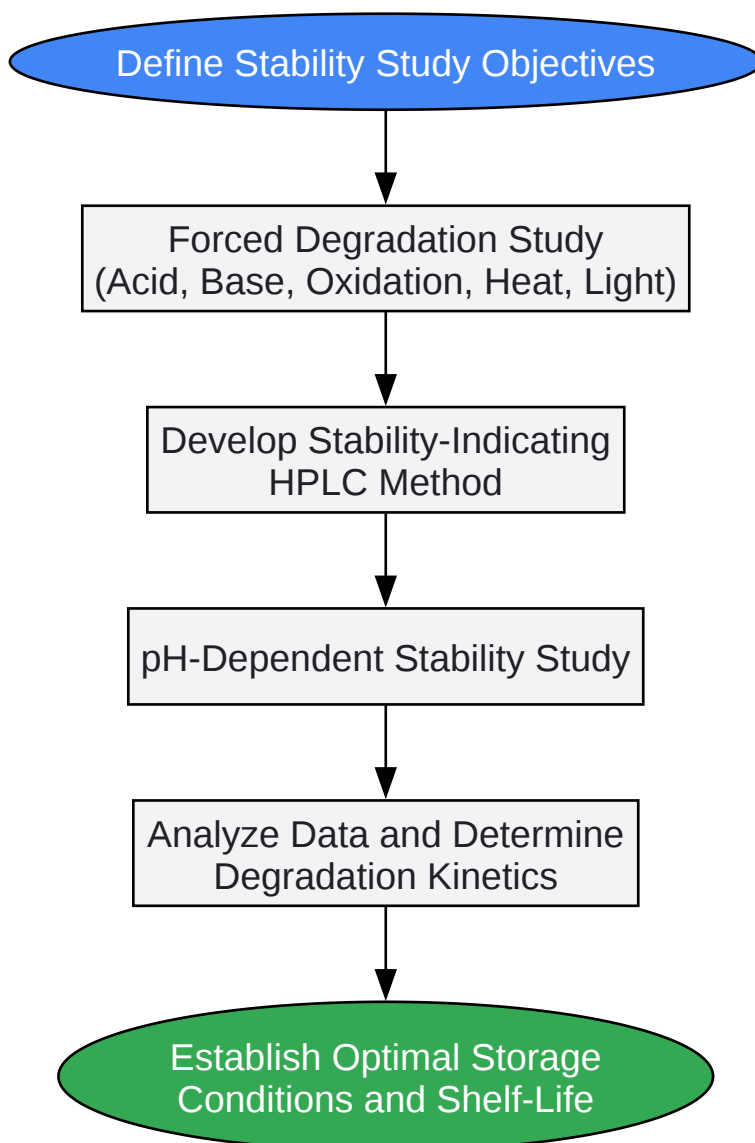 Define Stability Study Objectives
Forced Degradation Study
(Acid, Base, Oxidation, Heat, Light)
Develop Stability-Indicating
HPLC Method
pH-Dependent Stability Study
Analyze Data and Determine
Degradation Kinetics
Establish Optimal Storage
Conditions and Shelf-Life